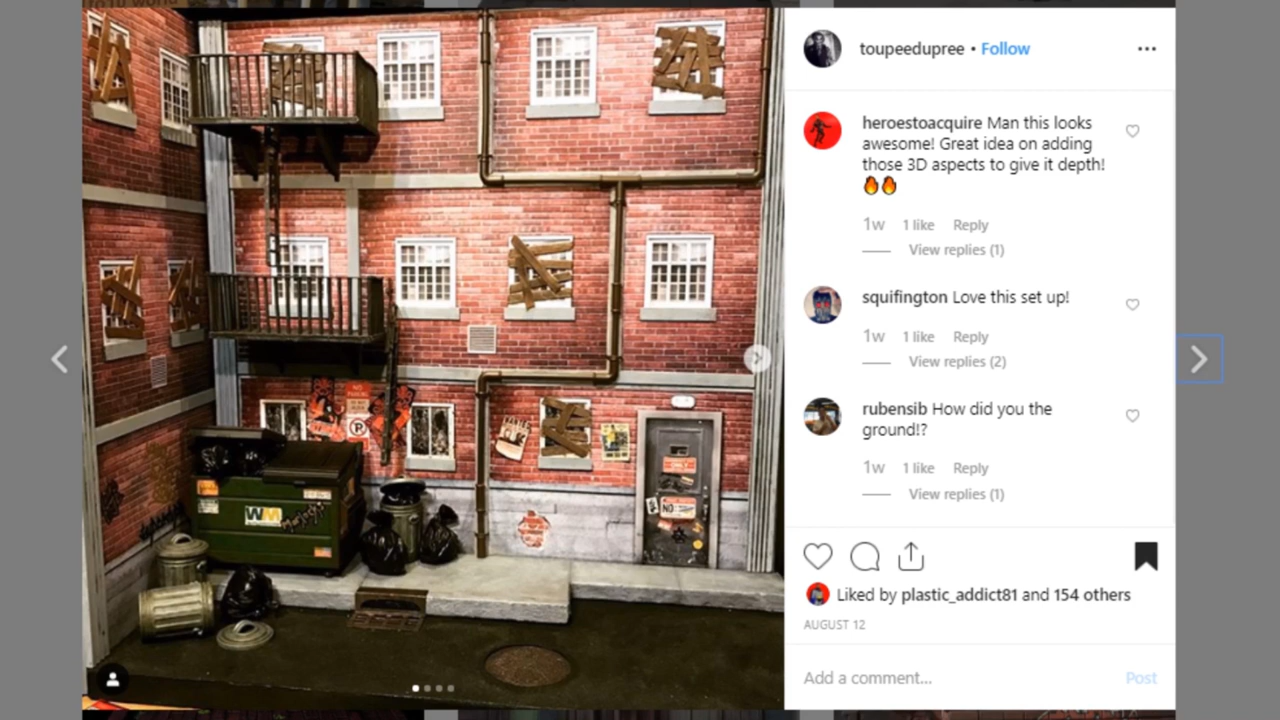 toupeedupree • Follow
heroestoacquire Man this looks
awesome! Great idea on adding
those 3D aspects to give it depth!
🔥🔥
1w 1 like Reply
View replies (1)
squifington Love this set up!
1w 1 like Reply
View replies (2)
rubensib How did you the
ground!?
1w 1 like Reply
View replies (1)
Liked by plastic_addict81 and 154 others
AUGUST 12
Add a comment... Post
NO
P
WM
ONLY
NO